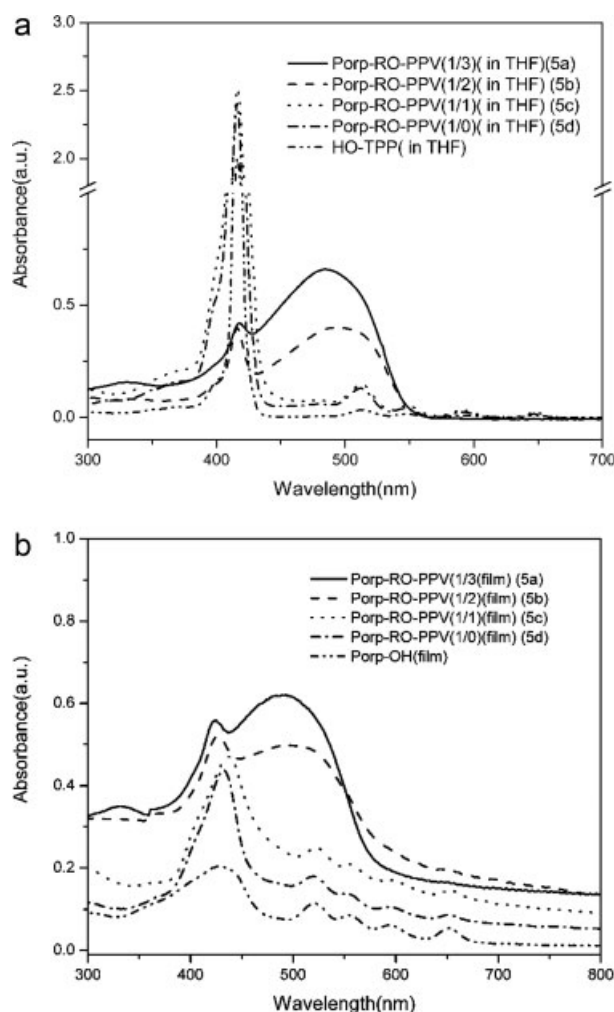 a
3.0
2.5
2.0
0.5
0.0
Absorbance(a.u.)
Porp-RO-PPV(1/3)( in THF)(5a)
Porp-RO-PPV(1/2)( in THF) (5b)
Porp-RO-PPV(1/1)( in THF) (5c)
Porp-RO-PPV(1/0)( in THF) (5d)
HO-TPP( in THF)
300 400 500 600 700
Wavelength(nm)
b
1.0
0.8
0.6
0.4
0.2
0.0
Absorbance(a.u.)
Porp-RO-PPV(1/3(film) (5a)
Porp-RO-PPV(1/2)(film) (5b)
Porp-RO-PPV(1/1)(film) (5c)
Porp-RO-PPV(1/0)(film) (5d)
Porp-OH(film)
300 400 500 600 700 800
Wavelength(nm)